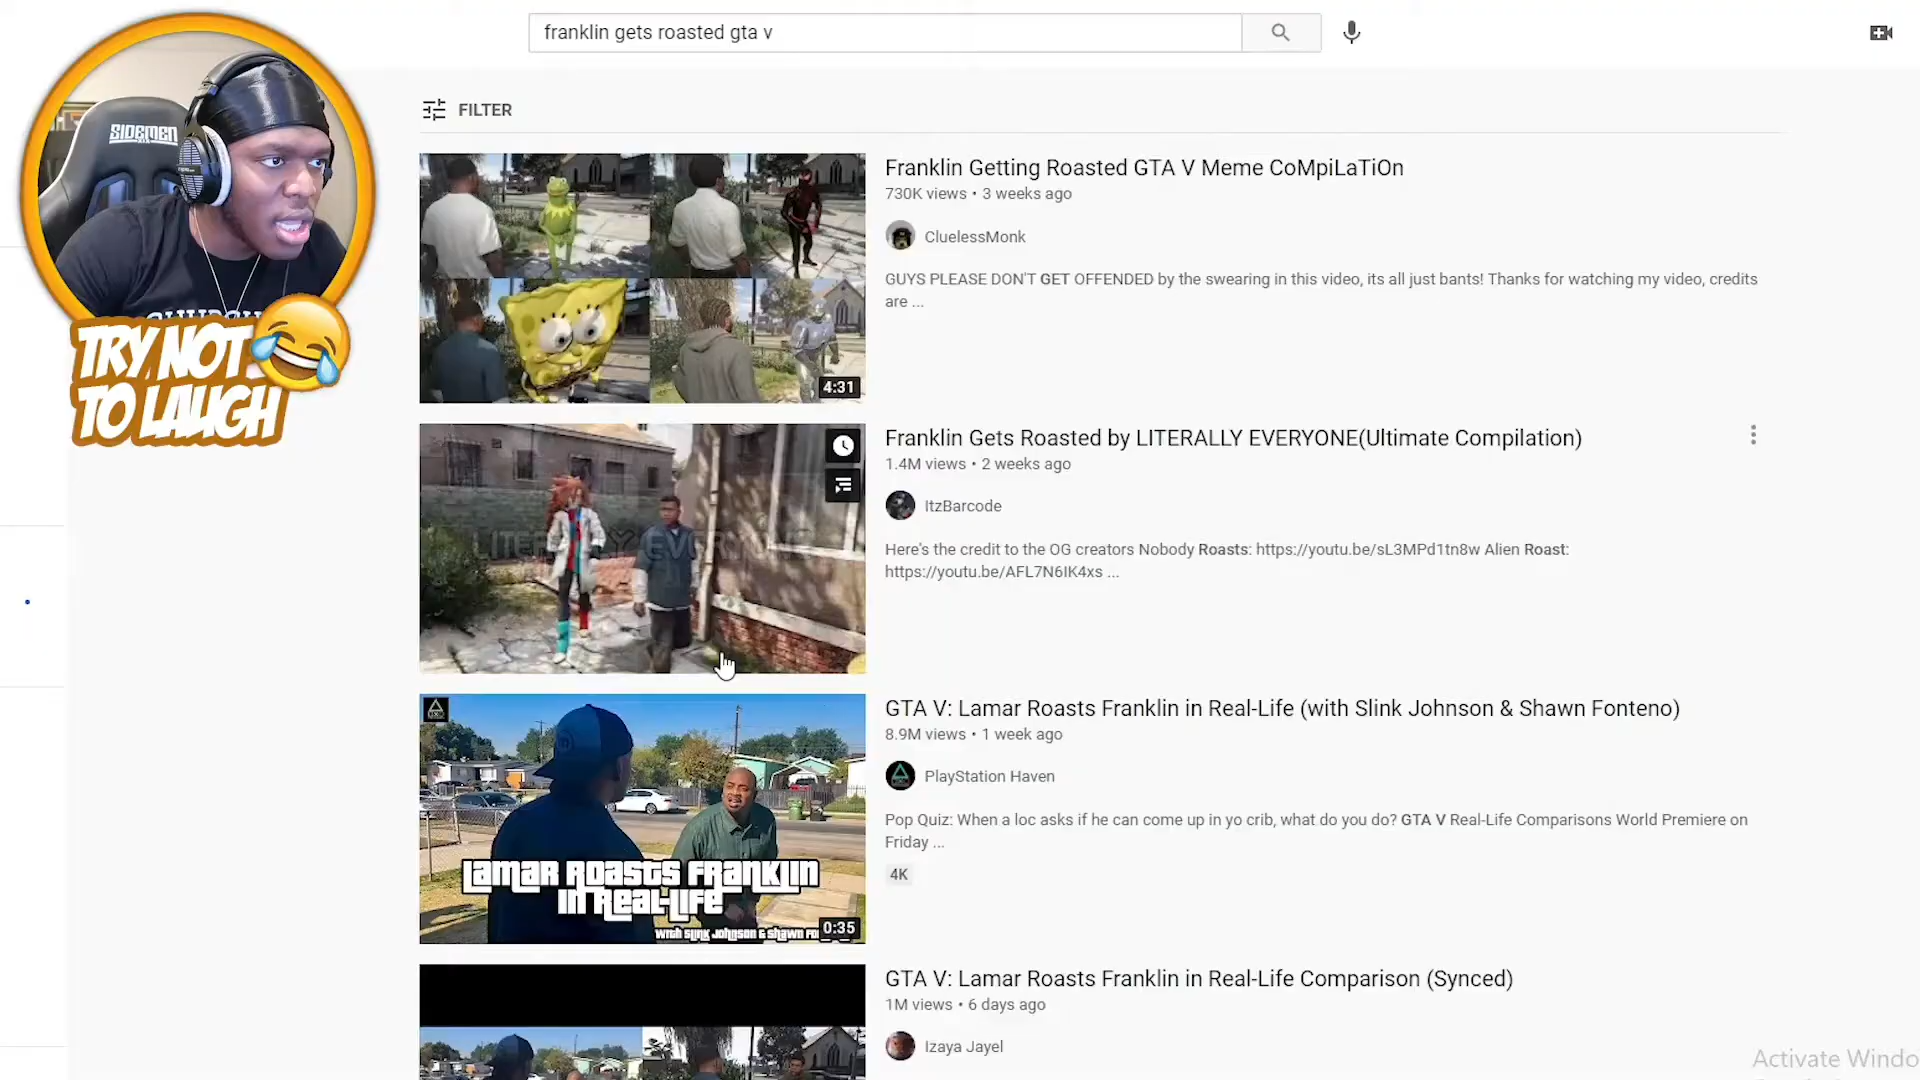 franklin gets roasted gta v
FILTER
SIDEMEN
TRY NOT
TO LAUGH
Franklin Getting Roasted GTA V Meme CoMpiLaTiOn
730K views • 3 weeks ago
CluelessMonk
GUYS PLEASE DON'T GET OFFENDED by the swearing in this video, its all just bants! Thanks for watching my video, credits
are ...
4:31
Franklin Gets Roasted by LITERALLY EVERYONE(Ultimate Compilation)
1.4M views • 2 weeks ago
ItzBarcode
Here's the credit to the OG creators Nobody Roasts: https://youtu.be/sL3MPd1tn8w Alien Roast:
https://youtu.be/AFL7N6IK4xs ...
GTA V: Lamar Roasts Franklin in Real-Life (with Slink Johnson & Shawn Fonteno)
8.9M views • 1 week ago
PlayStation Haven
Pop Quiz: When a loc asks if he can come up in yo crib, what do you do? GTA V Real-Life Comparisons World Premiere on
Friday ...
4K
LAMAR ROASTS FRANKLIN
IN REAL-LIFE
WITH SLINK JOHNSON & SHAWN FO
0:35
GTA V: Lamar Roasts Franklin in Real-Life Comparison (Synced)
1M views • 6 days ago
Izaya Jayel
Activate Windo